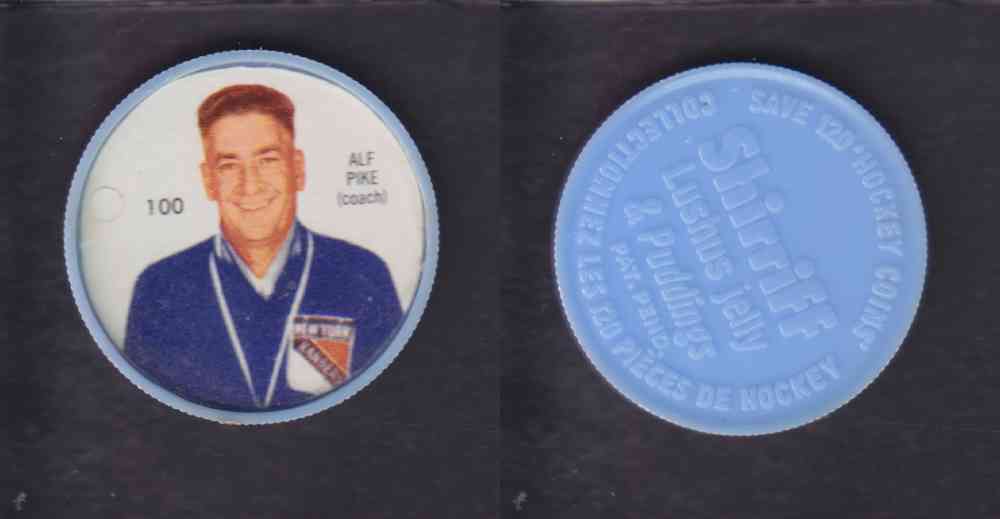 100
ALF
PIKE
(coach)
NEW YORK
RANGERS
SAVE 120 "HOCKEY COINS"
COLLECTIONNEZ LES 120 PIÈCES DE HOCKEY
Shirriff
Lushus jelly
& Puddings
PAT. PEND.